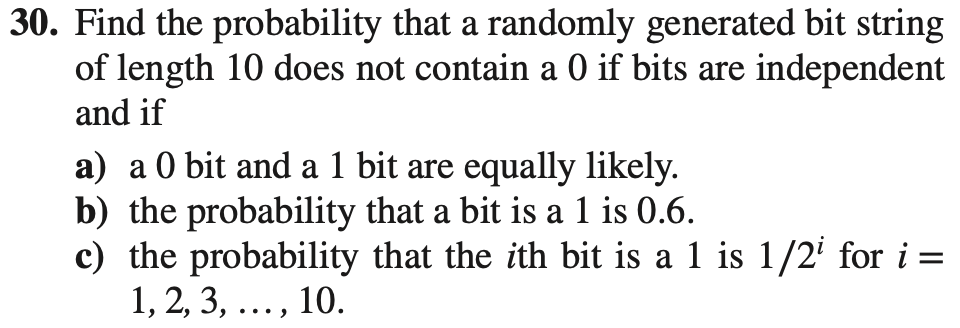 30. Find the probability that a randomly generated bit string
of length 10 does not contain a 0 if bits are independent
and if
a) a 0 bit and a 1 bit are equally likely.
b) the probability that a bit is a 1 is 0.6.
c) the probability that the ith bit is a 1 is 1/2^i for i =
1, 2, 3, ..., 10.